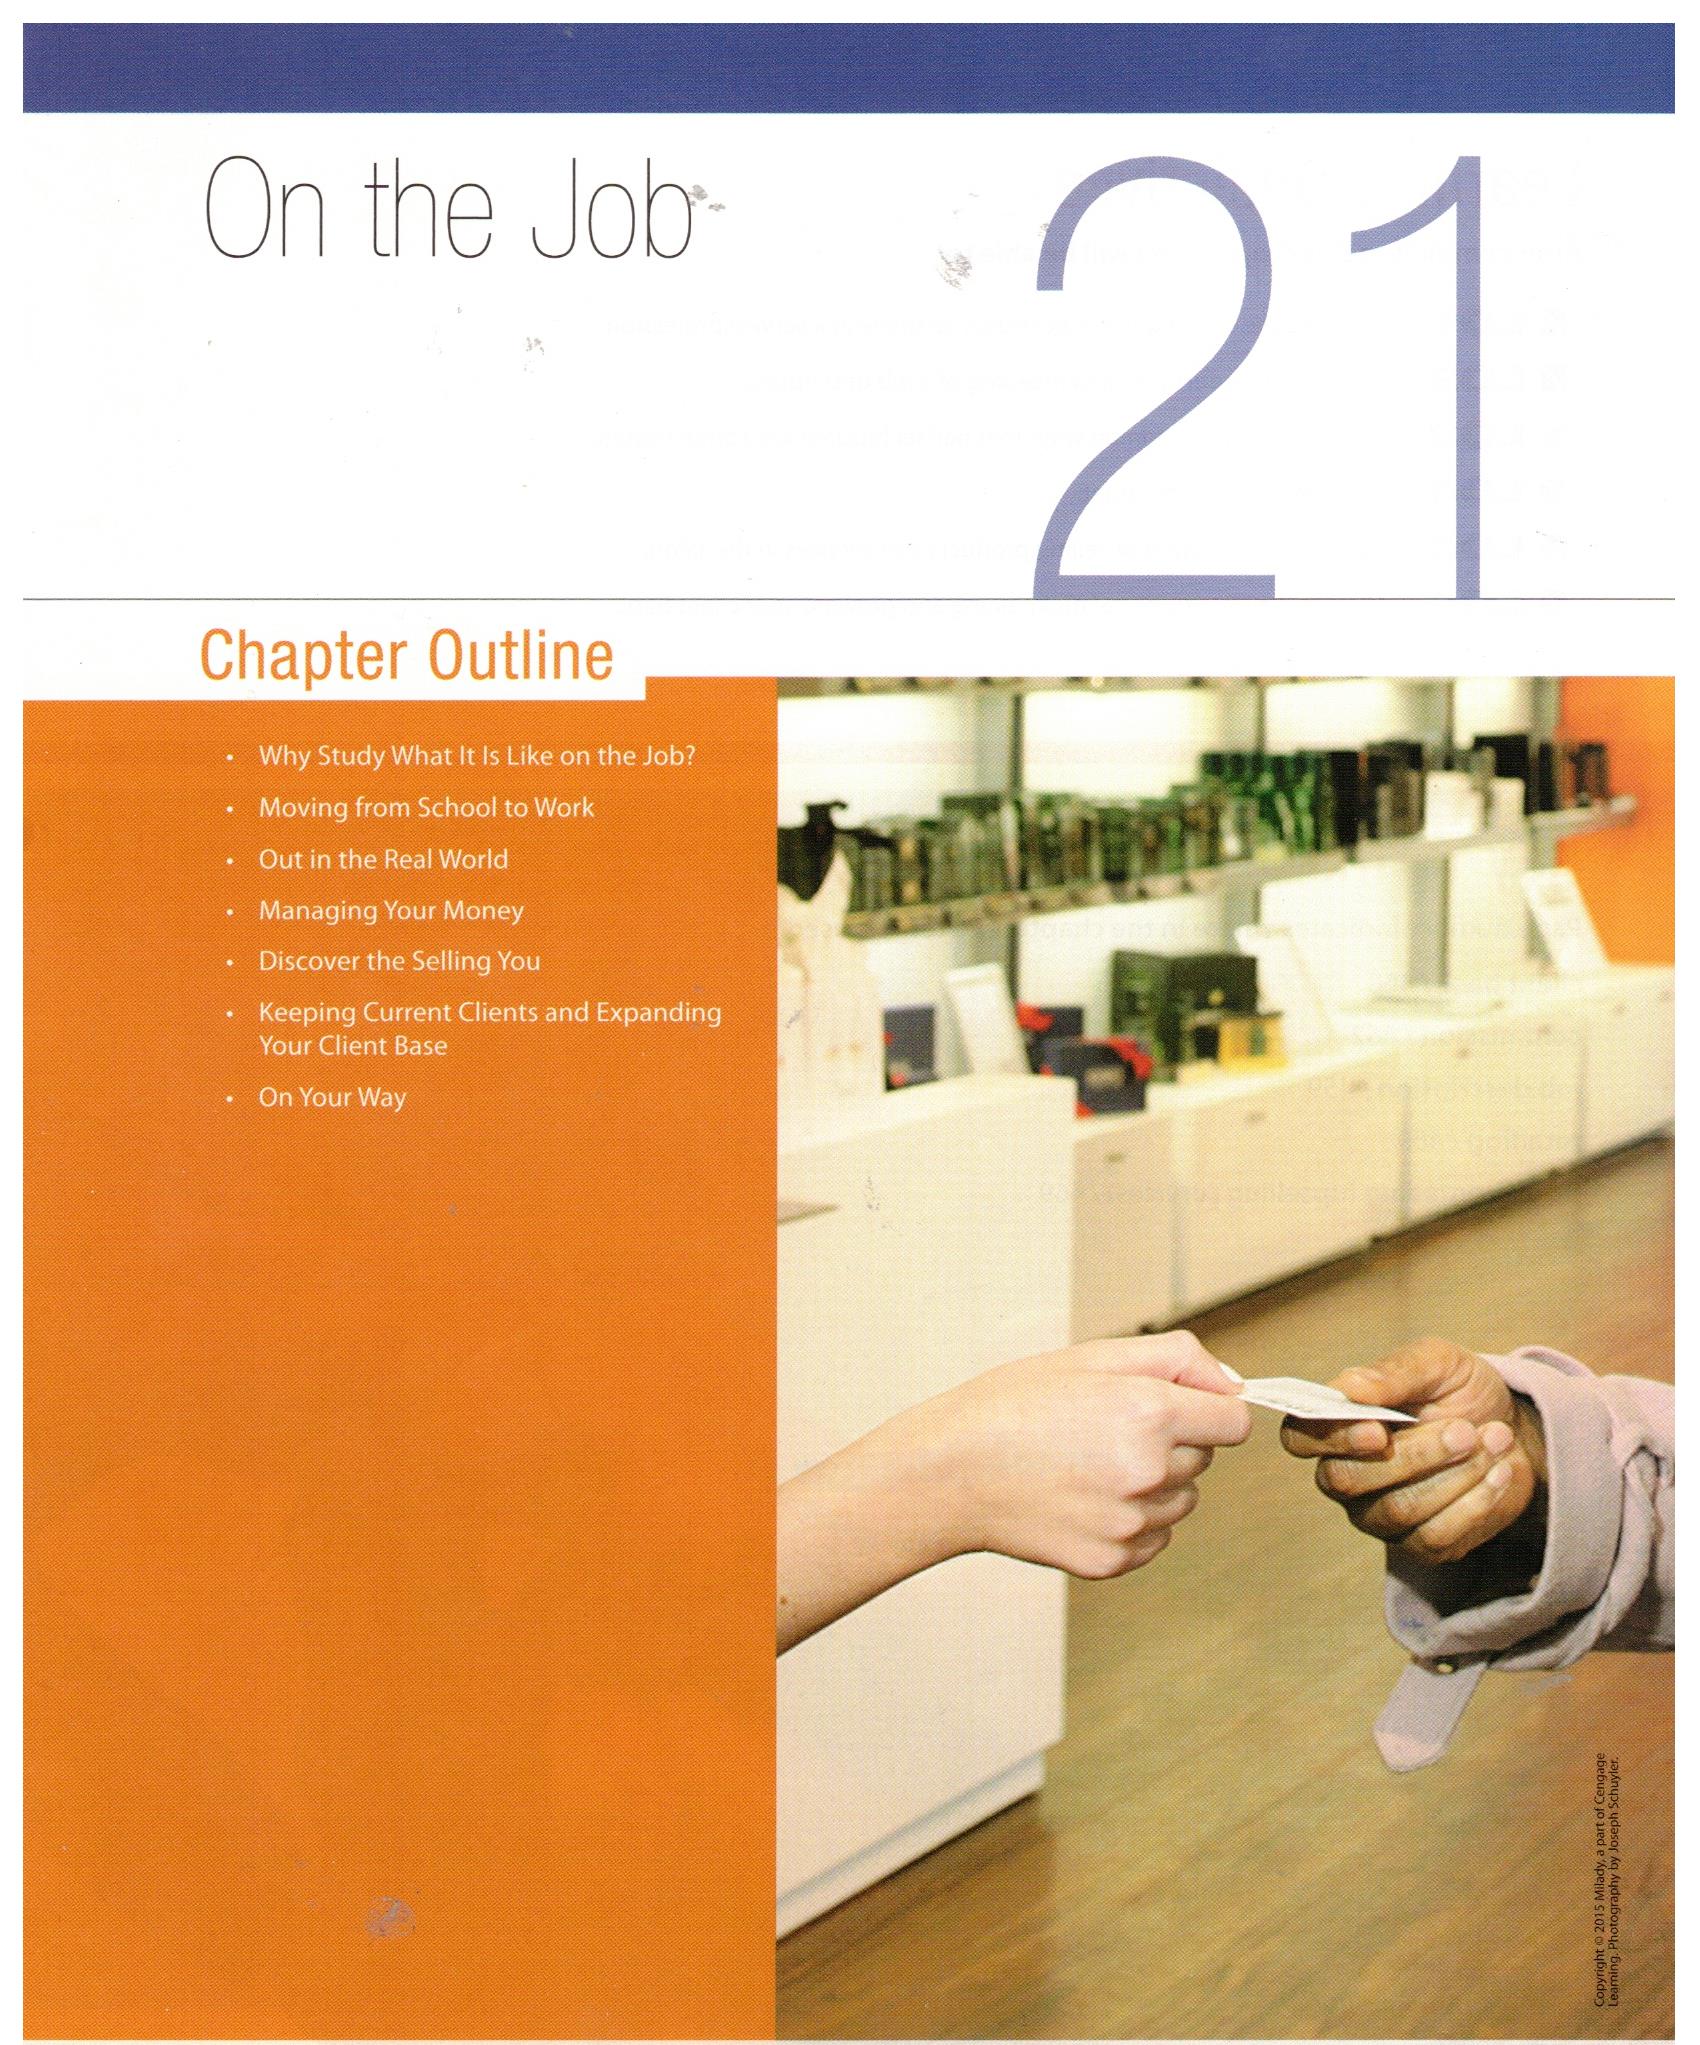 On the Job
21
Chapter Outline
• Why Study What It Is Like on the Job?
• Moving from School to Work
• Out in the Real World
• Managing Your Money
• Discover the Selling You
• Keeping Current Clients and Expanding
Your Client Base
• On Your Way
Copyright © 2015 Milady, a part of Cengage
Learning. Photography by Joseph Schuyler.